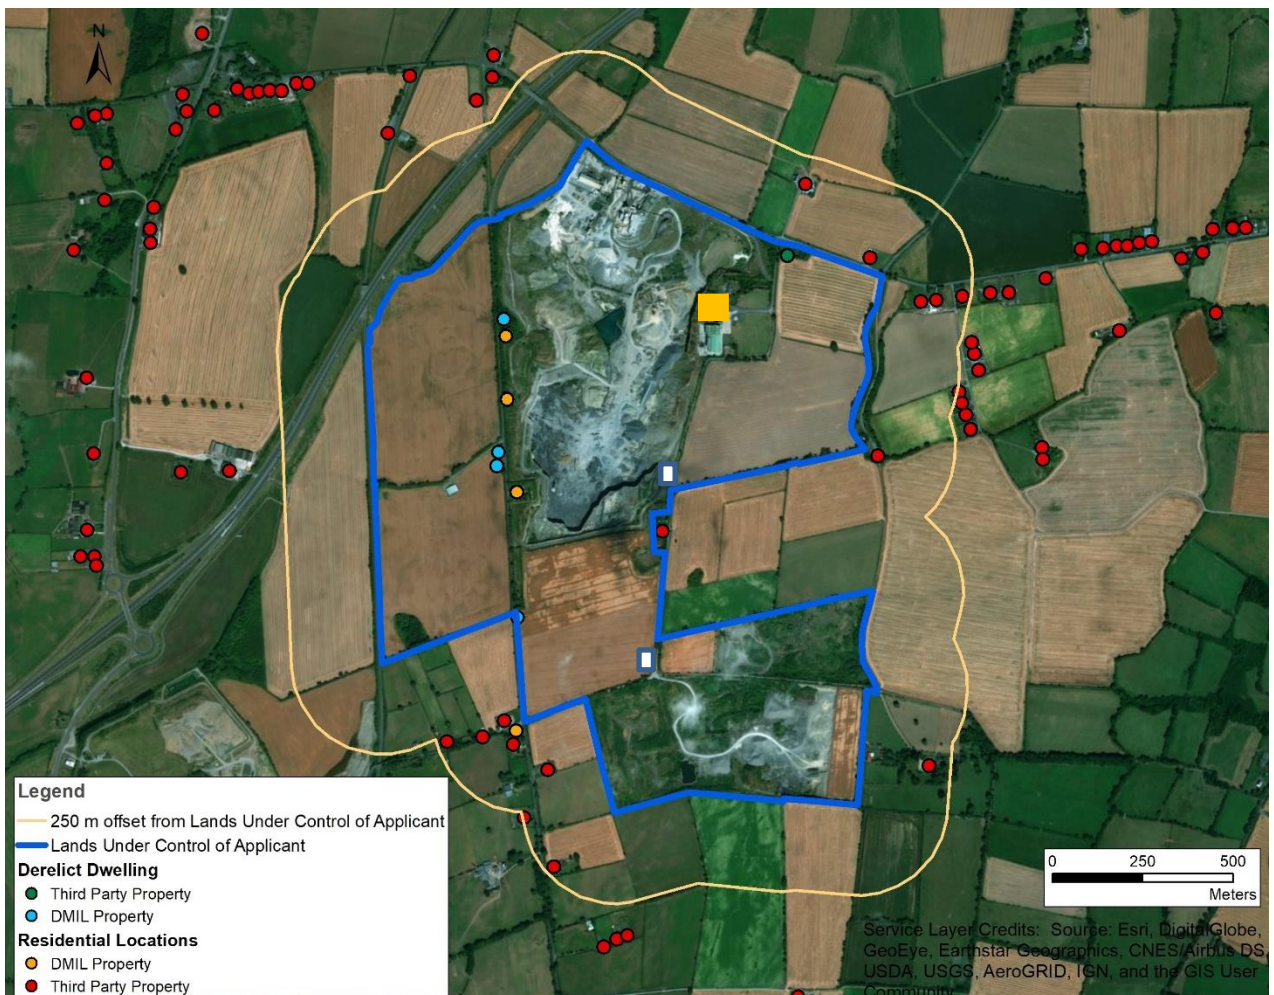 N
Legend
250 m offset from Lands Under Control of Applicant
Lands Under Control of Applicant
Derelict Dwelling
Third Party Property
DMIL Property
Residential Locations
DMIL Property
Third Party Property
0 250 500
Meters
Service Layer Credits: Source: Esri, DigitalGlobe,
GeoEye, Earthstar Geographics, CNES/Airbus DS,
USDA, USGS, AeroGRID, IGN, and the GIS User
Community